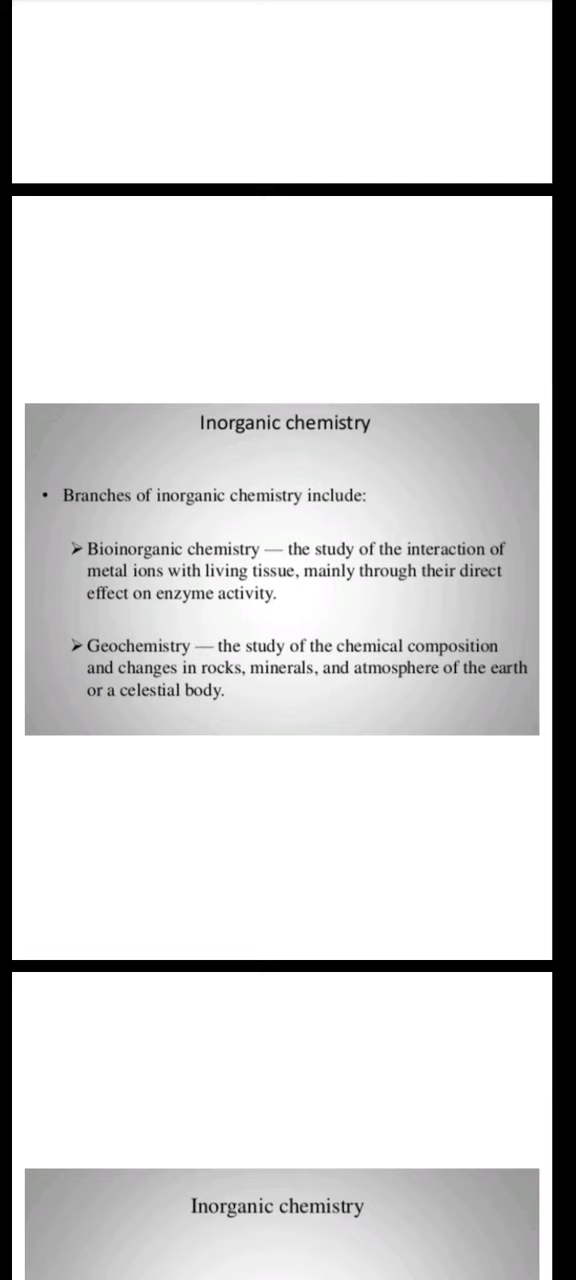 Inorganic chemistry
• Branches of inorganic chemistry include:
➢ Bioinorganic chemistry — the study of the interaction of
metal ions with living tissue, mainly through their direct
effect on enzyme activity.
➢ Geochemistry — the study of the chemical composition
and changes in rocks, minerals, and atmosphere of the earth
or a celestial body.
Inorganic chemistry